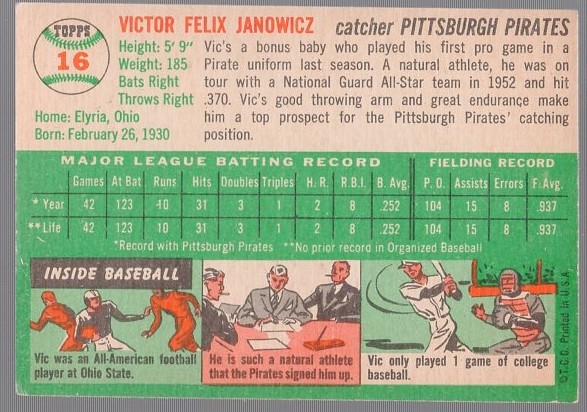 TOPPS
16
VICTOR FELIX JANOWICZ catcher PITTSBURGH PIRATES
Height: 5' 9"
Weight: 185
Bats Right
Throws Right
Home: Elyria, Ohio
Born: February 26, 1930
Vic's a bonus baby who played his first pro game in a
Pirate uniform last season. A natural athlete, he was on
tour with a National Guard All-Star team in 1952 and hit
.370. Vic's good throwing arm and great endurance make
him a top prospect for the Pittsburgh Pirates' catching
position.
MAJOR LEAGUE BATTING RECORD FIELDING RECORD
Games At Bat Runs Hits Doubles Triples H. R. R.B.I. B. Avg. P. O. Assists Errors F. Avg.
* Year 42 123 10 31 3 1 2 8 .252 104 15 8 .937
** Life 42 123 10 31 3 1 2 8 .252 104 15 8 .937
*Record with Pittsburgh Pirates **No prior record in Organized Baseball
INSIDE BASEBALL
Vic was an All-American football
player at Ohio State.
He is such a natural athlete
that the Pirates signed him up.
Vic only played 1 game of college
baseball.
© T. C. G. Printed in U. S. A.